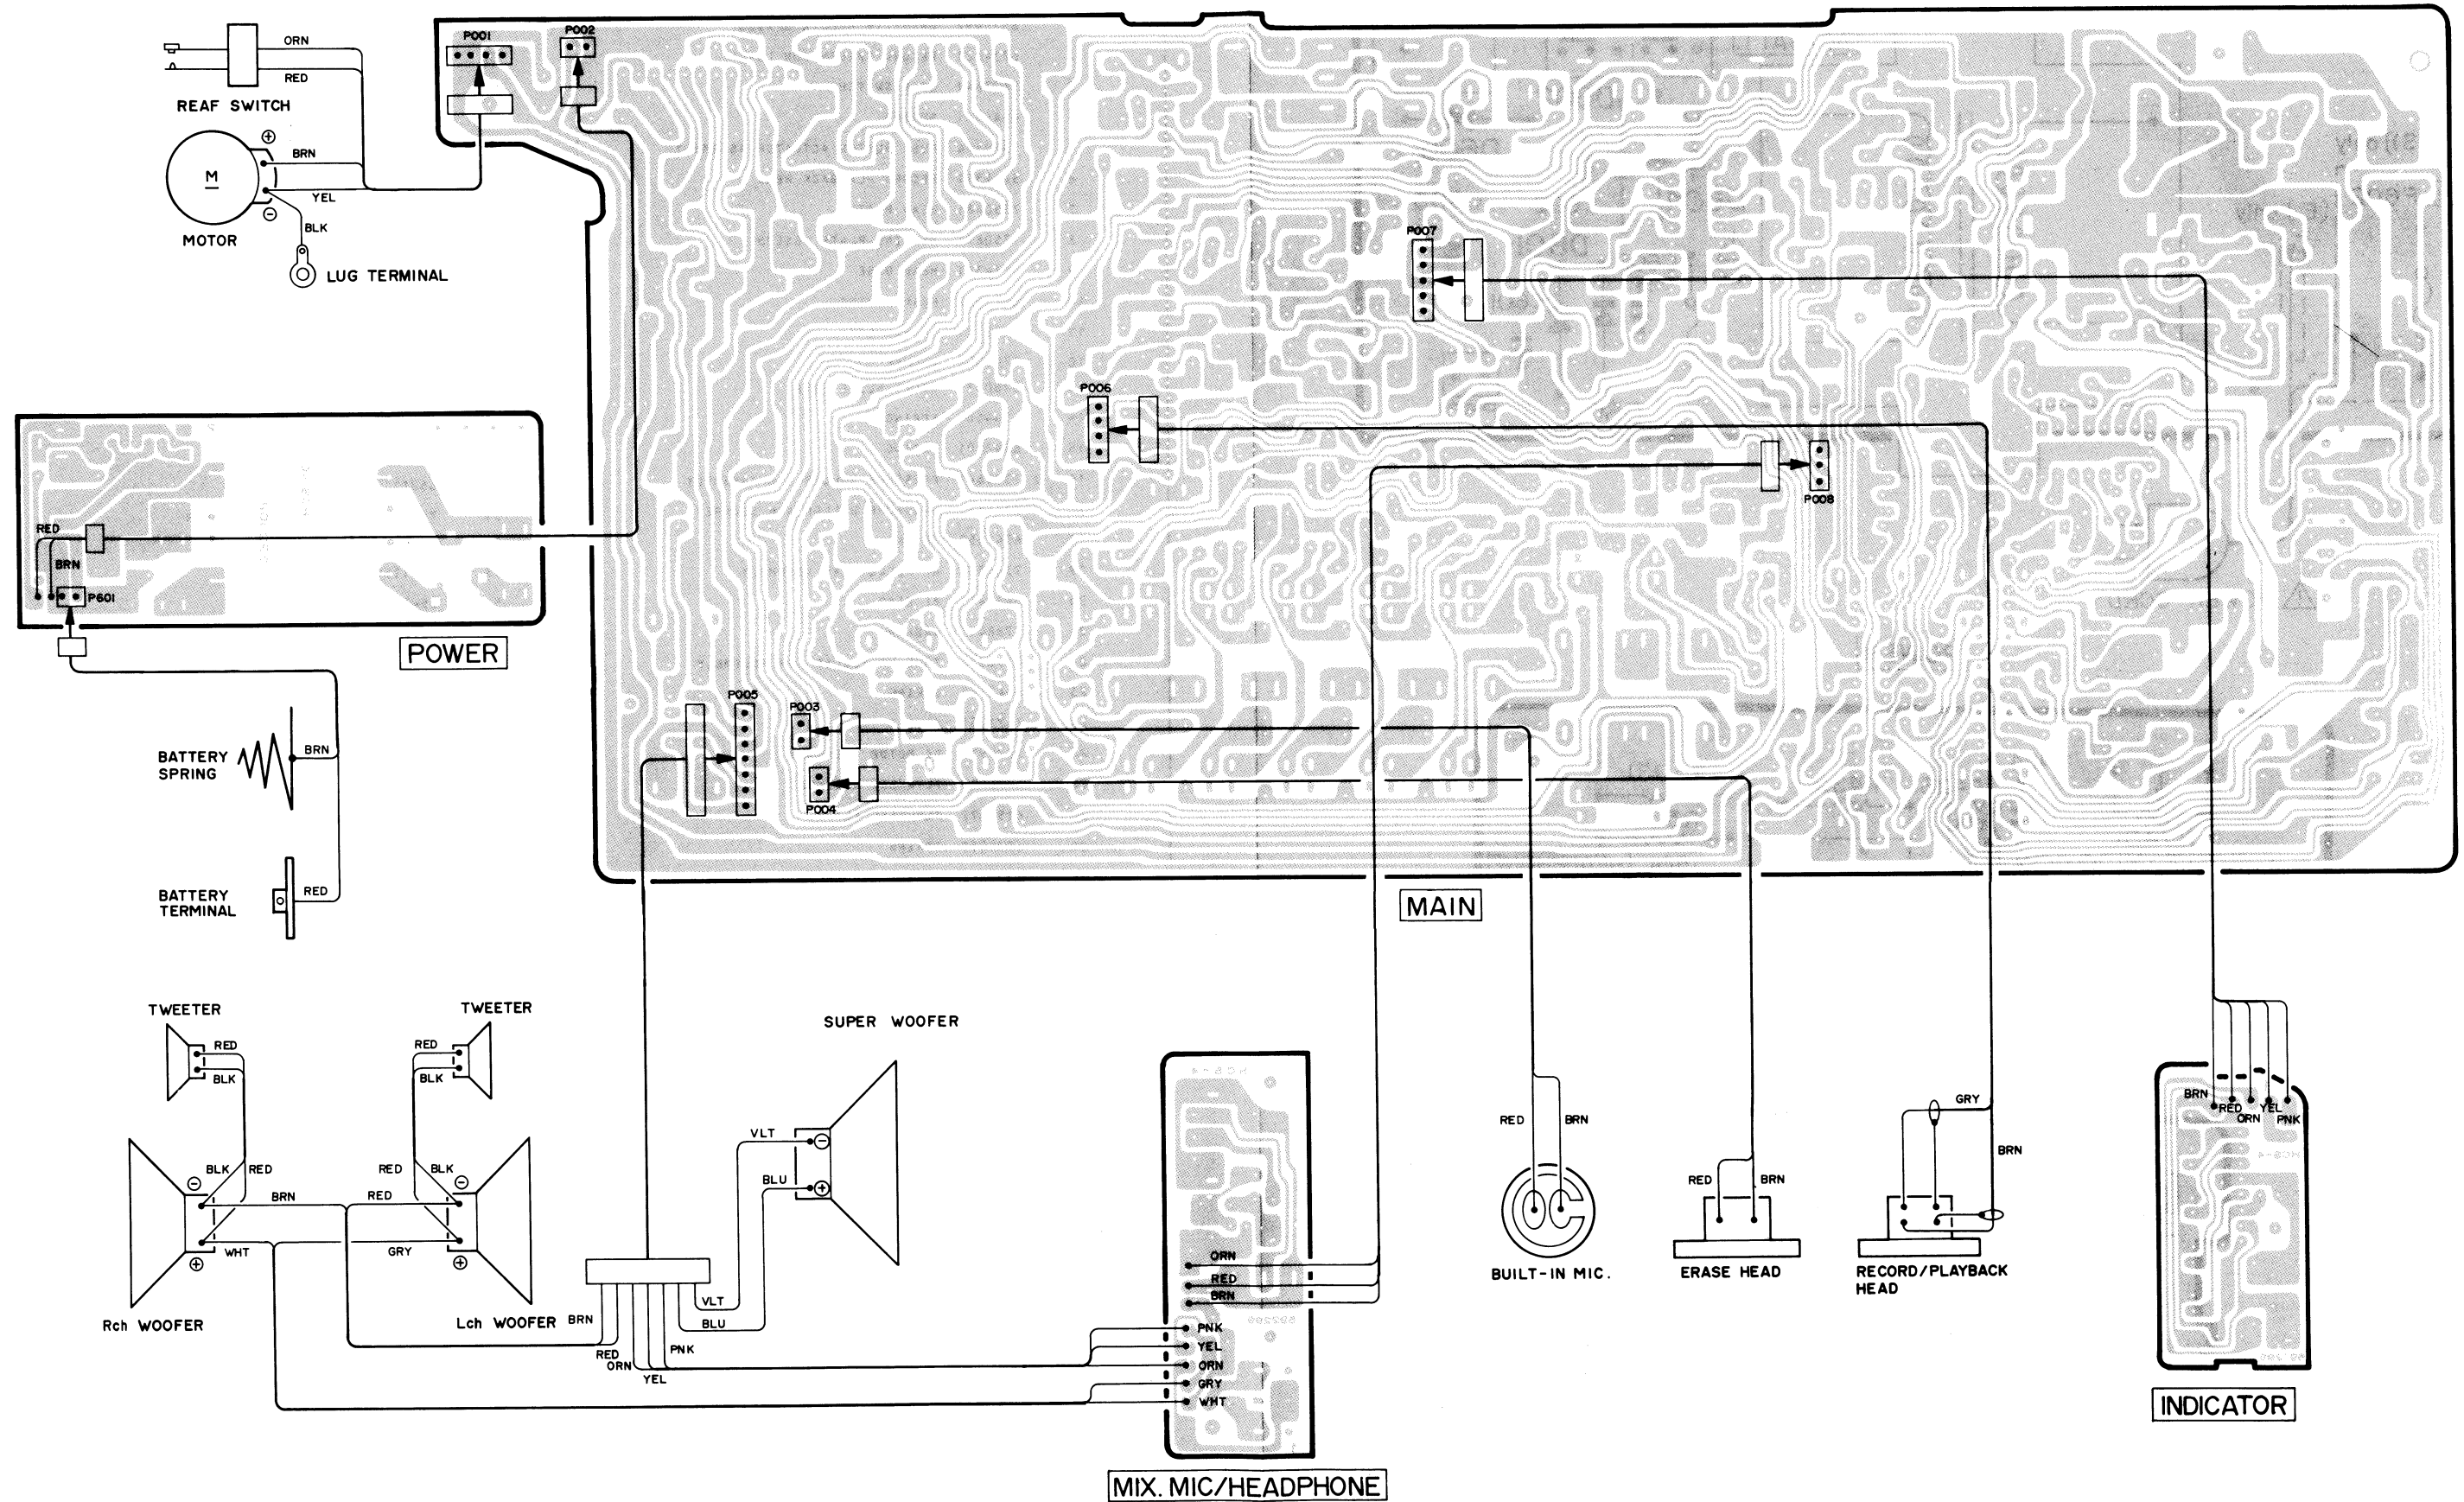 P001
P002
ORN
RED
REAF SWITCH
⊕
BRN
M
YEL
⊖
BLK
MOTOR
LUG TERMINAL
P007
P006
P008
RED
BRN
P601
POWER
P005
P003
P004
BATTERY
SPRING
BRN
BATTERY
TERMINAL
RED
MAIN
TWEETER
RED
BLK
TWEETER
RED
BLK
SUPER WOOFER
VLT
⊖
BLU
⊕
BLK
RED
⊖
BRN
WHT
⊕
Rch WOOFER
RED
BLK
⊖
RED
GRY
⊕
Lch WOOFER
BRN
RED
ORN
YEL
PNK
VLT
BLU
ORN
RED
BRN
PNK
YEL
ORN
GRY
WHT
MIX. MIC/HEADPHONE
RED
BRN
BUILT-IN MIC.
RED
BRN
ERASE HEAD
GRY
BRN
RECORD/PLAYBACK
HEAD
BRN
RED
ORN
YEL
PNK
INDICATOR